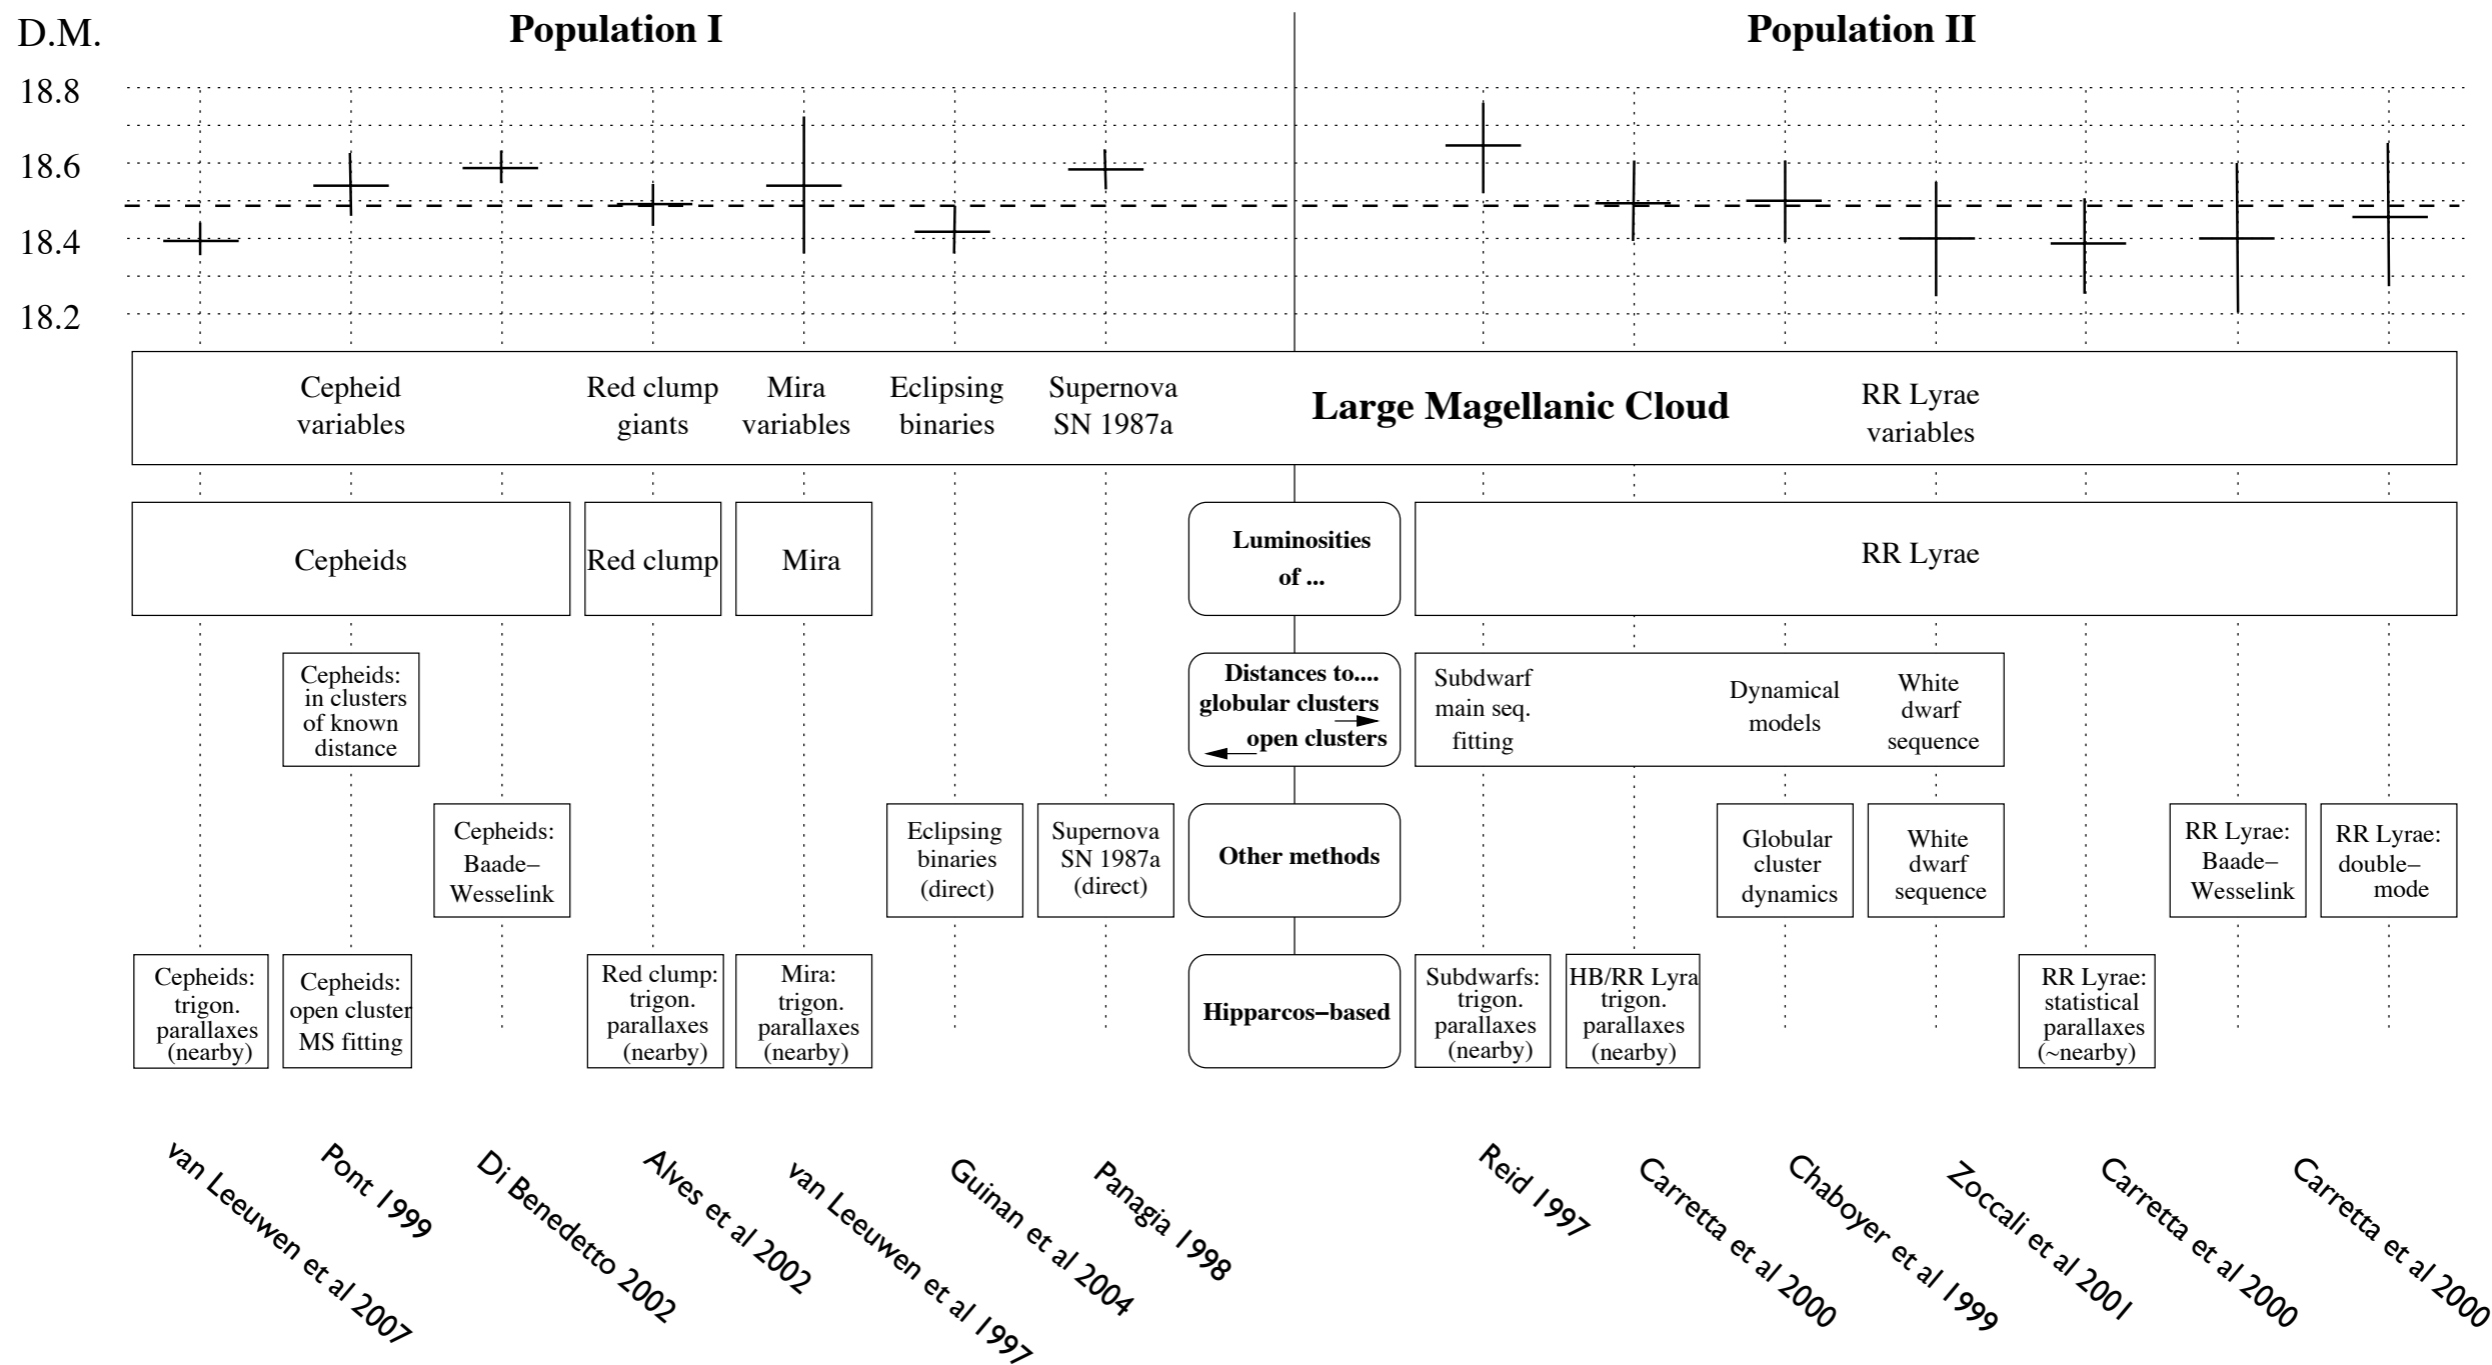 Population I
Population II
D.M.
18.8
18.6
18.4
18.2
Cepheid
variables
Red clump
giants
Mira
variables
Eclipsing
binaries
Supernova
SN 1987a
Large Magellanic Cloud
RR Lyrae
variables
Cepheids
Red clump
Mira
Luminosities
of ...
RR Lyrae
Cepheids:
in clusters
of known
distance
Distances to....
globular clusters
open clusters
Subdwarf
main seq.
fitting
Dynamical
models
White
dwarf
sequence
Cepheids:
Baade–
Wesselink
Eclipsing
binaries
(direct)
Supernova
SN 1987a
(direct)
Other methods
Globular
cluster
dynamics
White
dwarf
sequence
RR Lyrae:
Baade–
Wesselink
RR Lyrae:
double–
mode
Cepheids:
trigon.
parallaxes
(nearby)
Cepheids:
open cluster
MS fitting
Red clump:
trigon.
parallaxes
(nearby)
Mira:
trigon.
parallaxes
(nearby)
Hipparcos–based
Subdwarfs:
trigon.
parallaxes
(nearby)
HB/RR Lyra
trigon.
parallaxes
(nearby)
RR Lyrae:
statistical
parallaxes
(~nearby)
van Leeuwen et al 2007
Pont 1999
Di Benedetto 2002
Alves et al 2002
van Leeuwen et al 1997
Guinan et al 2004
Panagia 1998
Reid 1997
Carretta et al 2000
Chaboyer et al 1999
Zoccali et al 2001
Carretta et al 2000
Carretta et al 2000